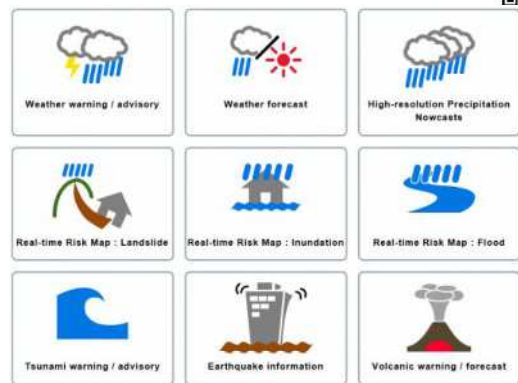 Weather warning / advisory
Weather forecast
High-resolution Precipitation
Nowcasts
Real-time Risk Map : Landslide
Real-time Risk Map : Inundation
Real-time Risk Map : Flood
Tsunami warning / advisory
Earthquake information
Volcanic warning / forecast